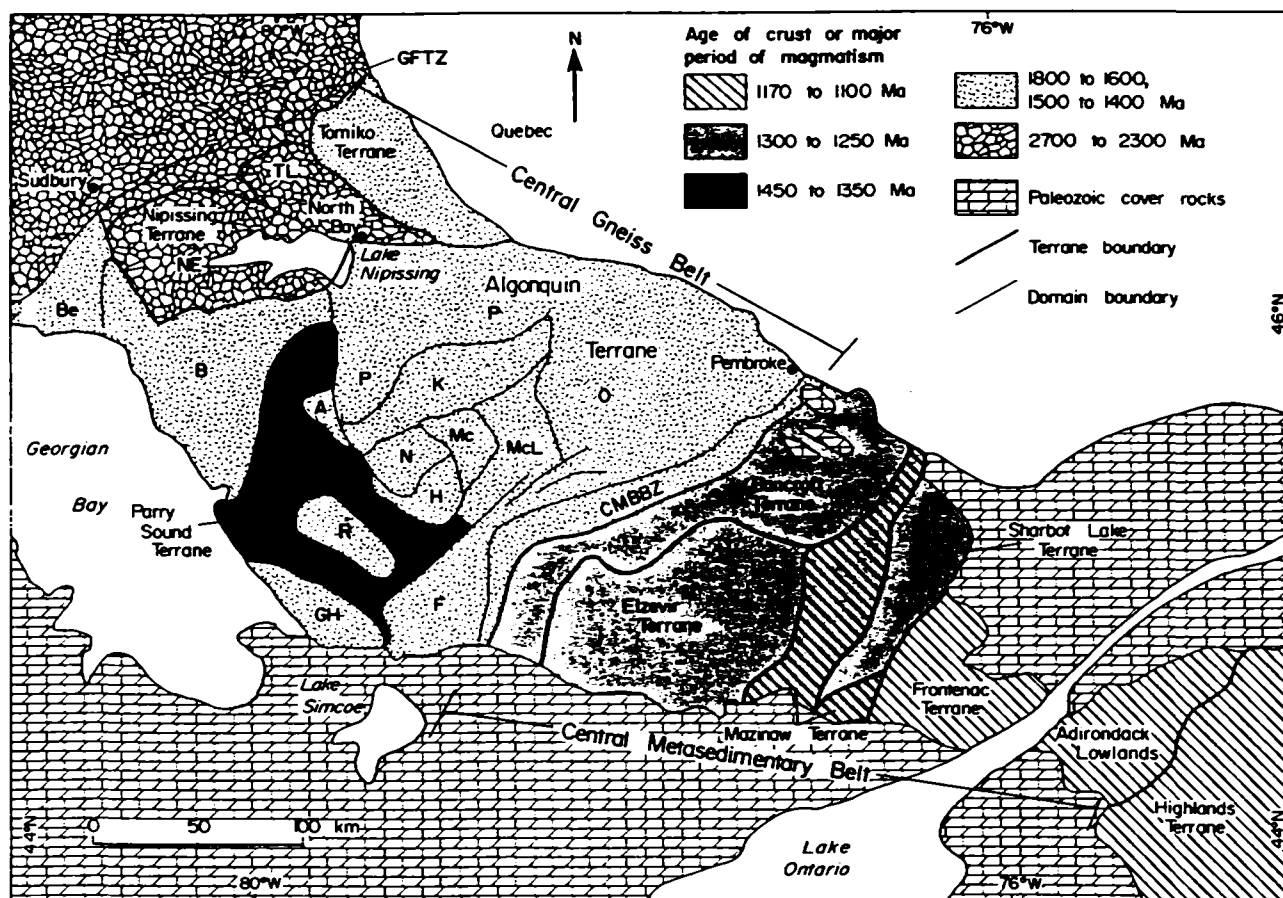 80°W
GFTZ
N
Age of crust or major
period of magmatism
76°W
1170 to 1100 Ma
1300 to 1250 Ma
1450 to 1350 Ma
1800 to 1600,
1500 to 1400 Ma
2700 to 2300 Ma
Paleozoic cover rocks
Terrane boundary
Domain boundary
Quebec
Tomiko
Terrane
Central Gneiss Belt
Sudbury
TL
Nipissing
Terrane
North
Bay
NE
Lake
Nipissing
Algonquin
Terrane
P
Be
B
P
K
O
Pembroke
46°N
A
Mc
N
McL
H
Georgian
Bay
Parry
Sound
Terrane
R
CMBBZ
Bancroft
Terrane
Sharbot Lake
Terrane
GH
F
Elzevir
Terrane
Lake
Simcoe
Frontenac
Terrane
Mazinaw Terrane
Central Metasedimentary Belt
Adirondack
Lowlands
Highlands
Terrane
44°N
0 50 100
km
80°W
Lake
Ontario
76°W
44°N